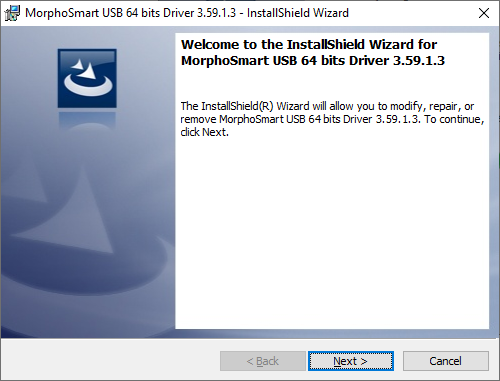 MorphoSmart USB 64 bits Driver 3.59.1.3 - InstallShield Wizard
Welcome to the InstallShield Wizard for
MorphoSmart USB 64 bits Driver 3.59.1.3
The InstallShield(R) Wizard will allow you to modify, repair, or
remove MorphoSmart USB 64 bits Driver 3.59.1.3. To continue,
click Next.
< Back
Next >
Cancel